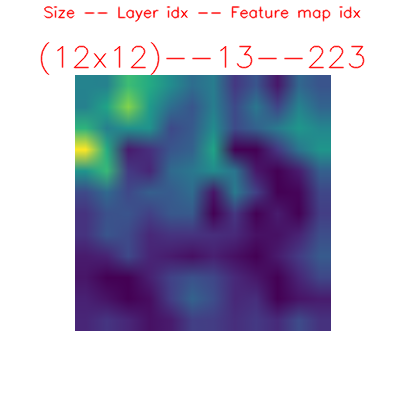 Size -- Layer idx -- Feature map idx
(12x12)--13--223